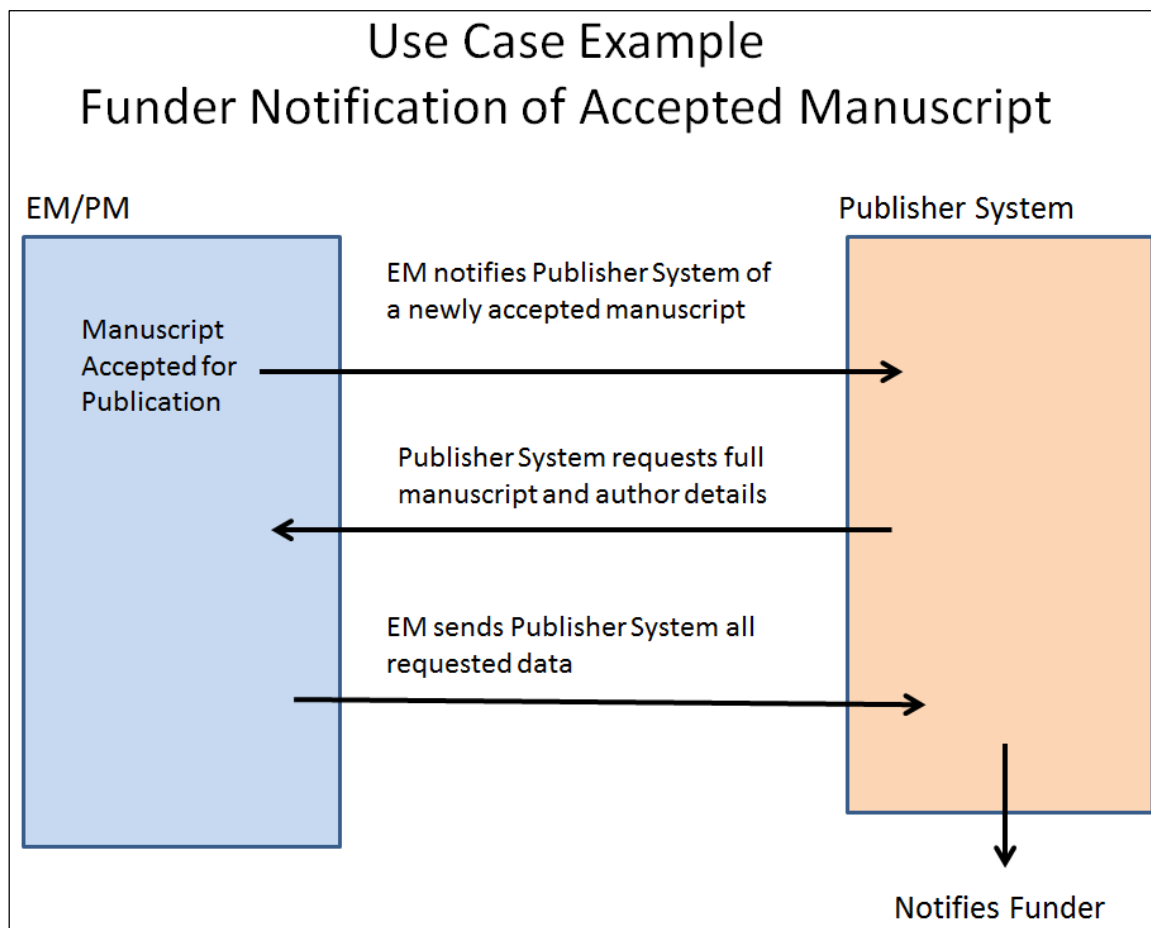 Use Case Example
Funder Notification of Accepted Manuscript
EM/PM
Publisher System
EM notifies Publisher System of
a newly accepted manuscript
Manuscript
Accepted for
Publication
Publisher System requests full
manuscript and author details
EM sends Publisher System all
requested data
Notifies Funder